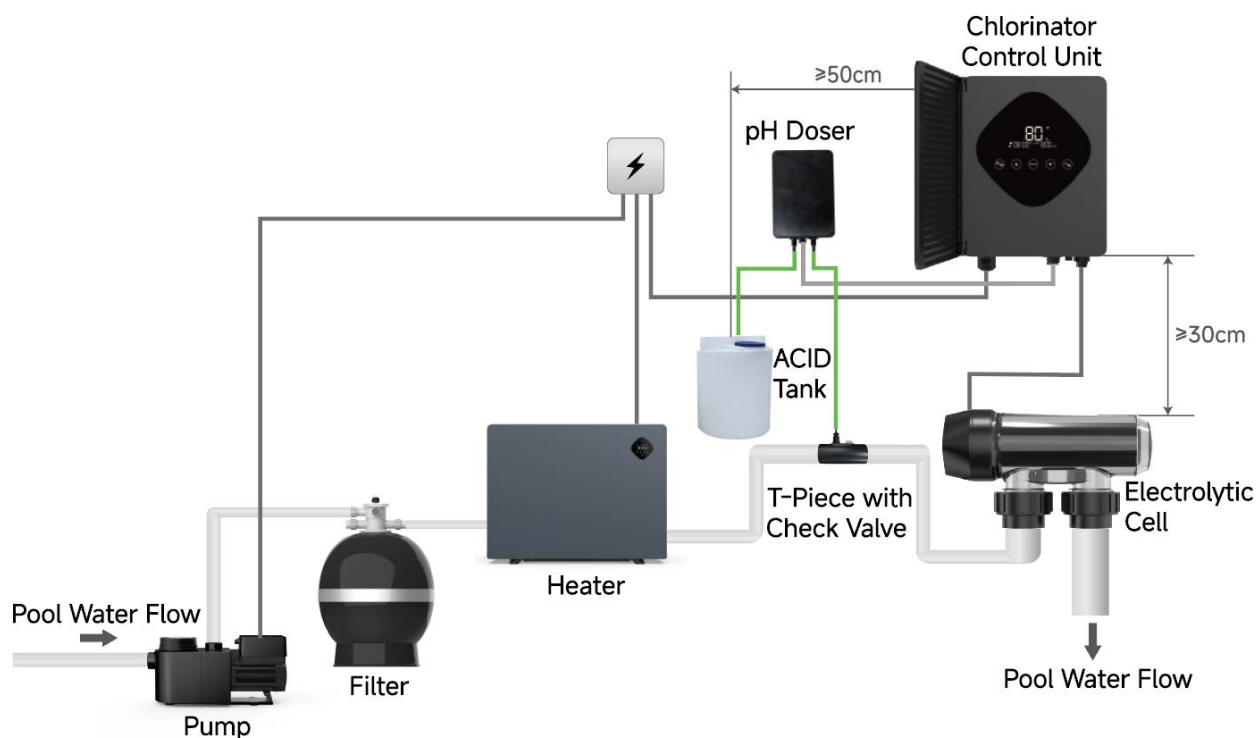 Chlorinator
Control Unit
≥50cm
pH Doser
80
≥30cm
ACID
Tank
T-Piece with
Check Valve
Electrolytic
Cell
Heater
Pool Water Flow
Filter
Pool Water Flow
Pump